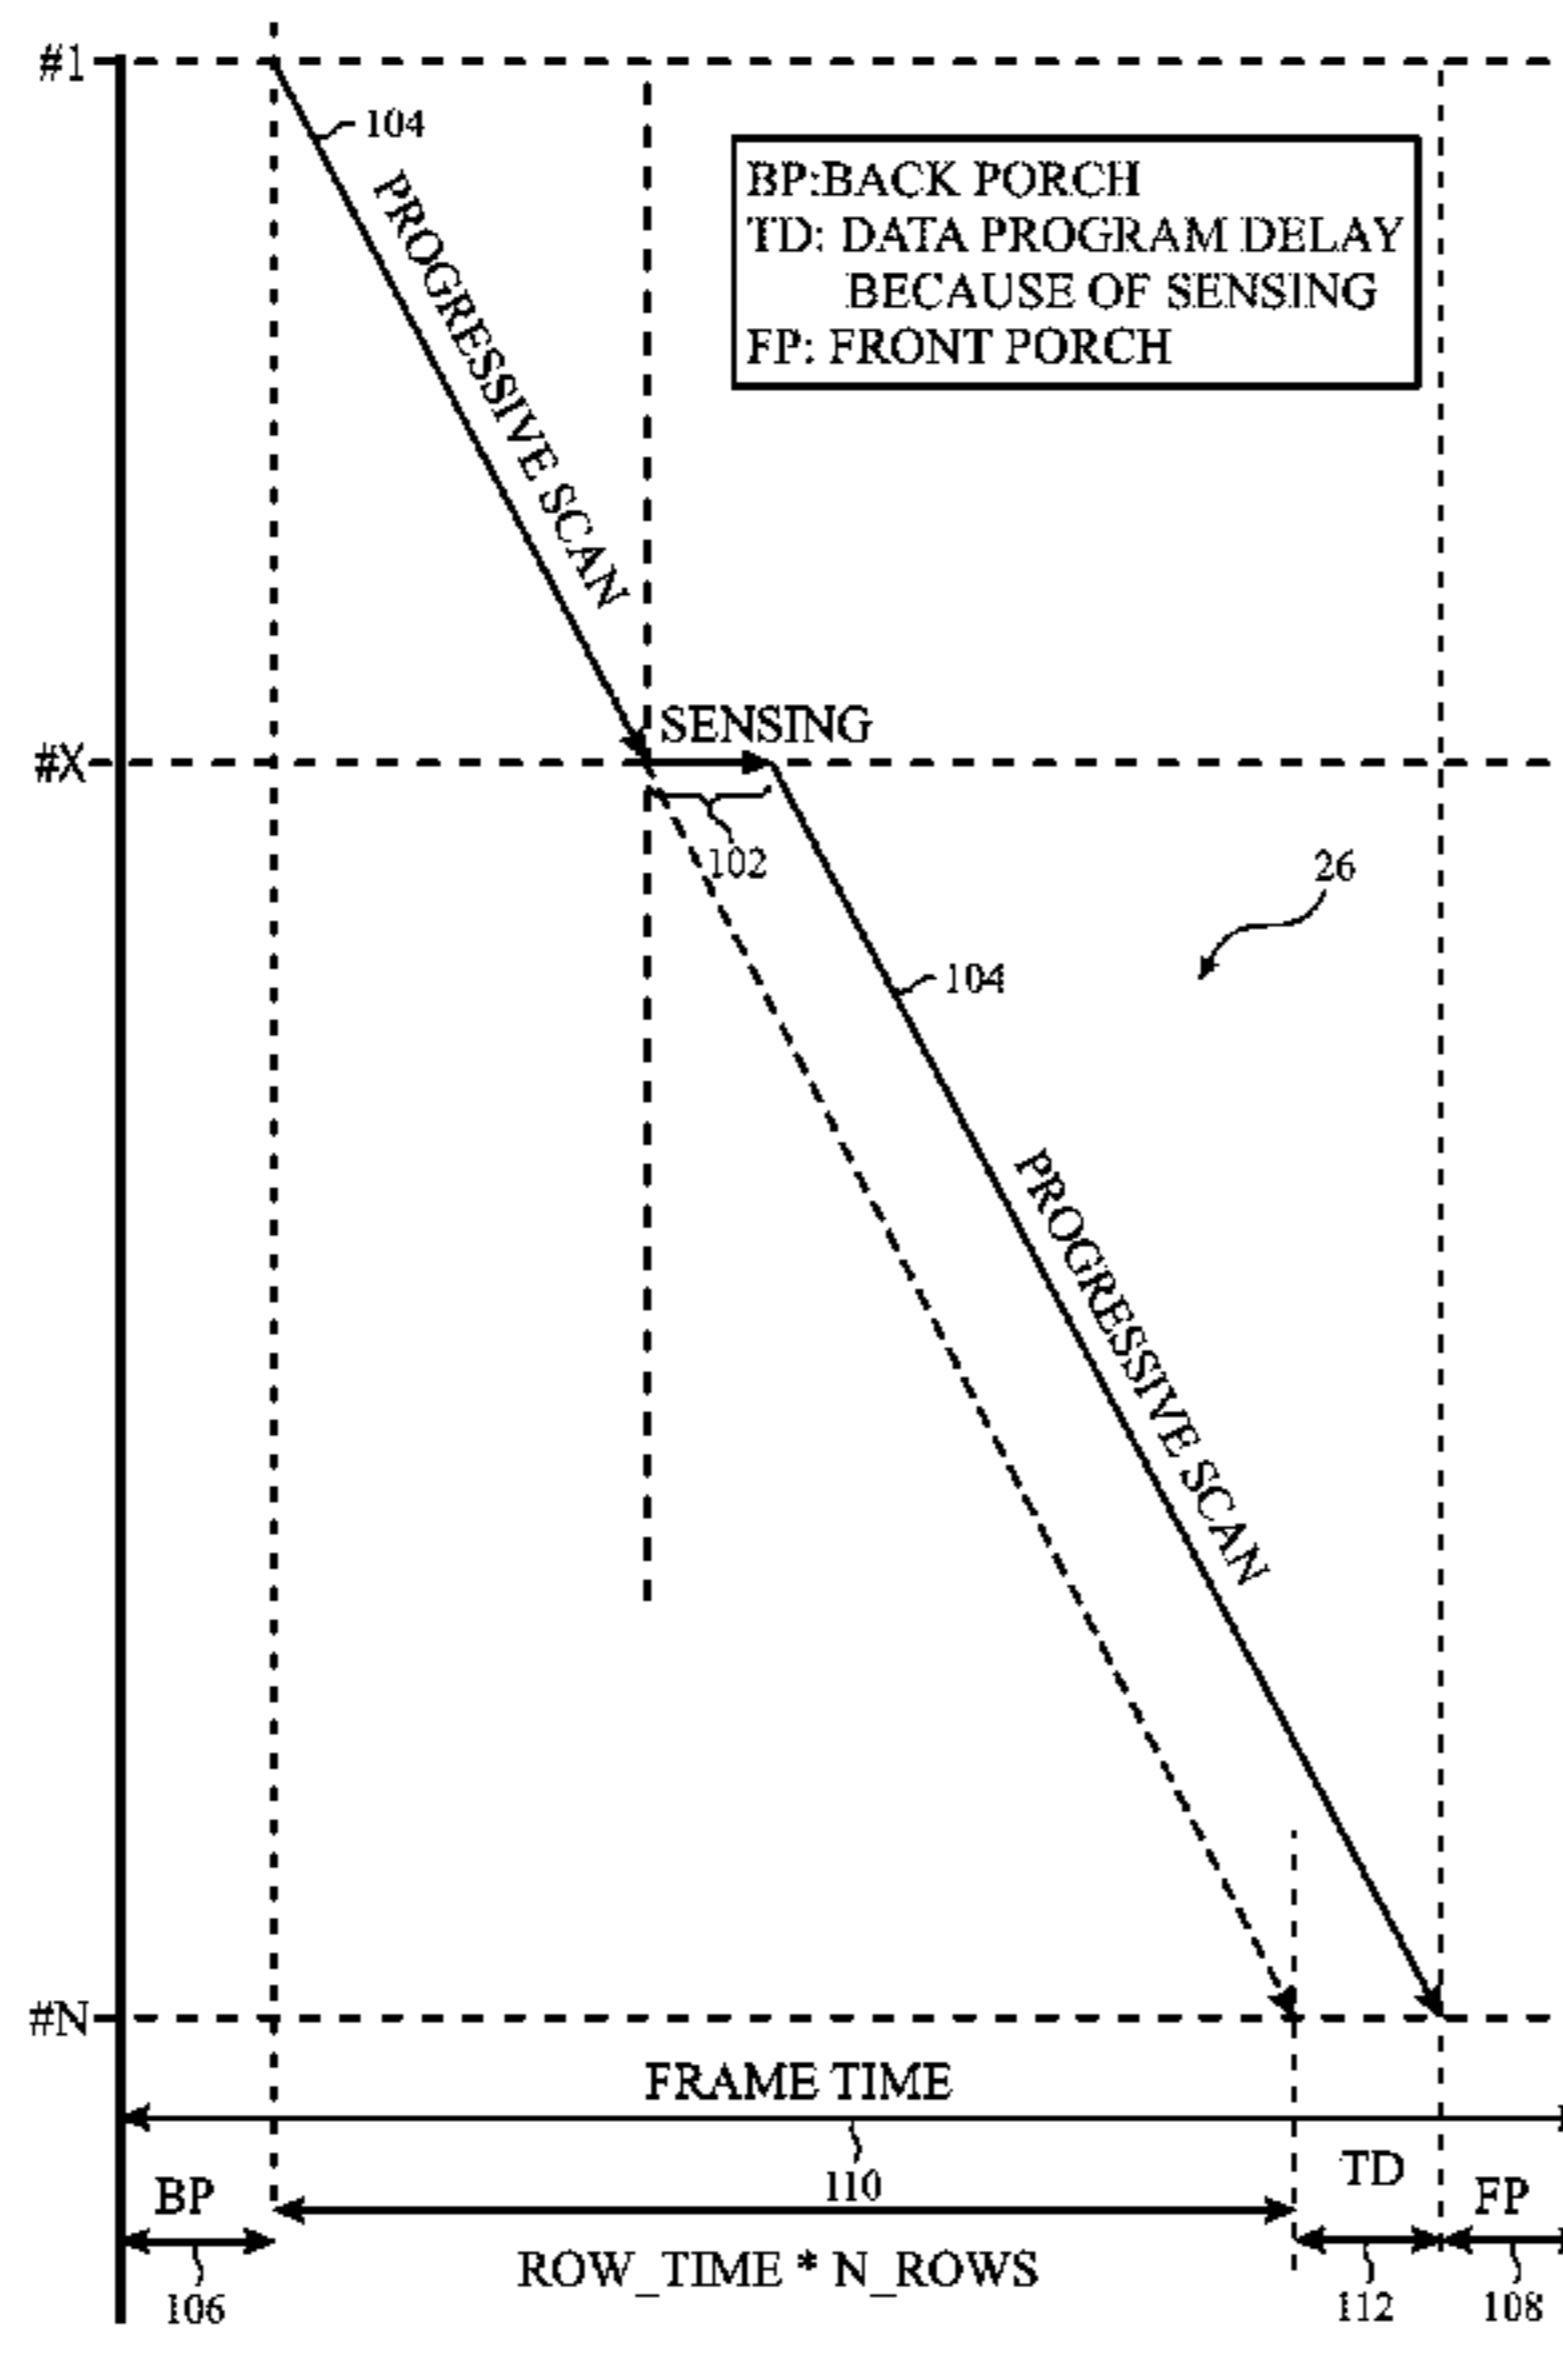 #1
104
PROGRESSIVE SCAN
BP:BACK PORCH
TD: DATA PROGRAM DELAY
BECAUSE OF SENSING
FP: FRONT PORCH
SENSING
#X
102
26
104
PROGRESSIVE SCAN
#N
FRAME TIME
110
BP
TD
FP
ROW_TIME * N_ROWS
106
112
108